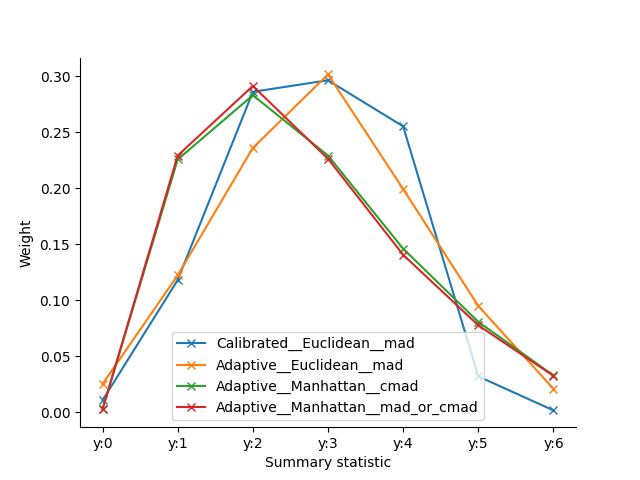 0.30
0.25
0.20
0.15
0.10
0.05
0.00
Weight
Calibrated__Euclidean__mad
Adaptive__Euclidean__mad
Adaptive__Manhattan__cmad
Adaptive__Manhattan__mad_or_cmad
y:0 y:1 y:2 y:3 y:4 y:5 y:6
Summary statistic